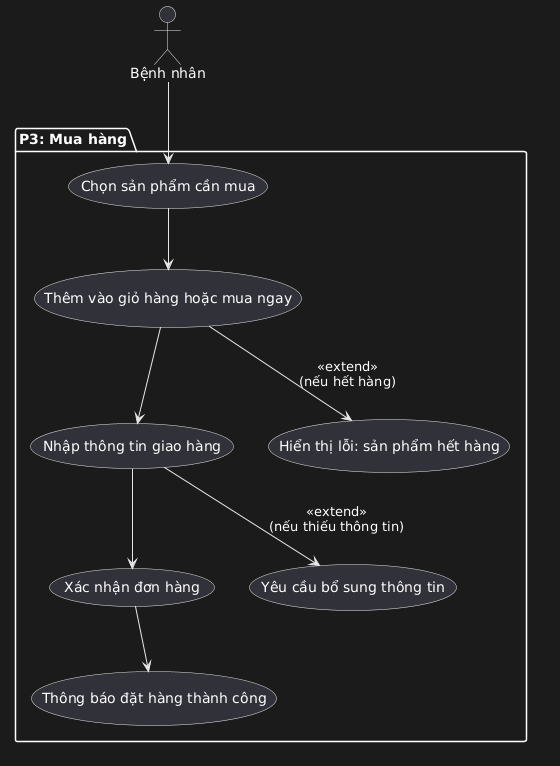 Bệnh nhân
P3: Mua hàng
Chọn sản phẩm cần mua
Thêm vào giỏ hàng hoặc mua ngay
«extend»
(nếu hết hàng)
Nhập thông tin giao hàng
Hiển thị lỗi: sản phẩm hết hàng
«extend»
(nếu thiếu thông tin)
Xác nhận đơn hàng
Yêu cầu bổ sung thông tin
Thông báo đặt hàng thành công